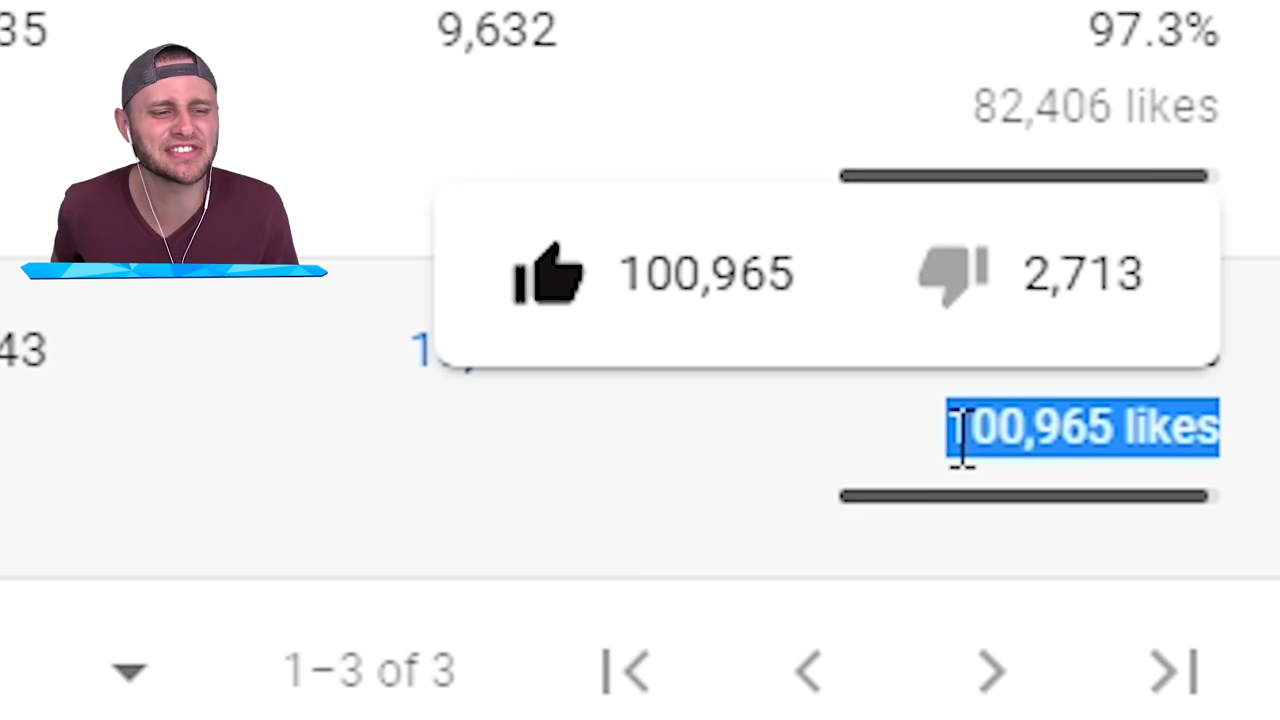 35 9,632 97.3%
82,406 likes
100,965 2,713
43
100,965 likes
1–3 of 3